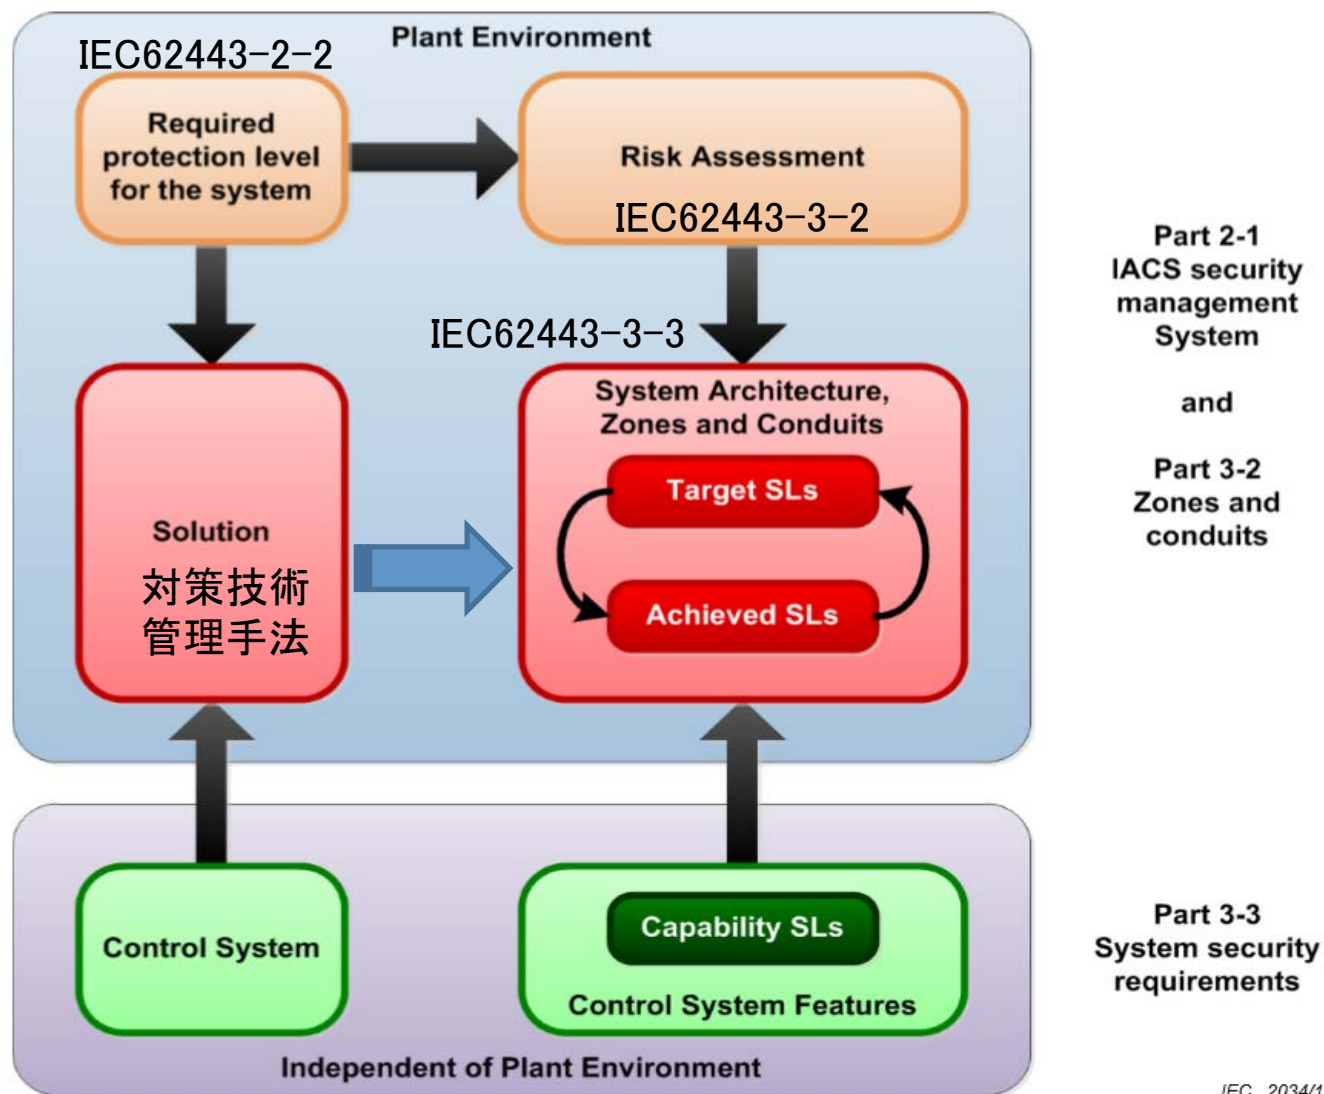 Plant Environment
IEC62443-2-2
Required
protection level
for the system
Risk Assessment
IEC62443-3-2
IEC62443-3-3
Solution
対策技術
管理手法
System Architecture,
Zones and Conduits
Target SLs
Achieved SLs
Part 2-1
IACS security
management
System
and
Part 3-2
Zones and
conduits
Control System
Capability SLs
Control System Features
Independent of Plant Environment
Part 3-3
System security
requirements
IEC 2034/1